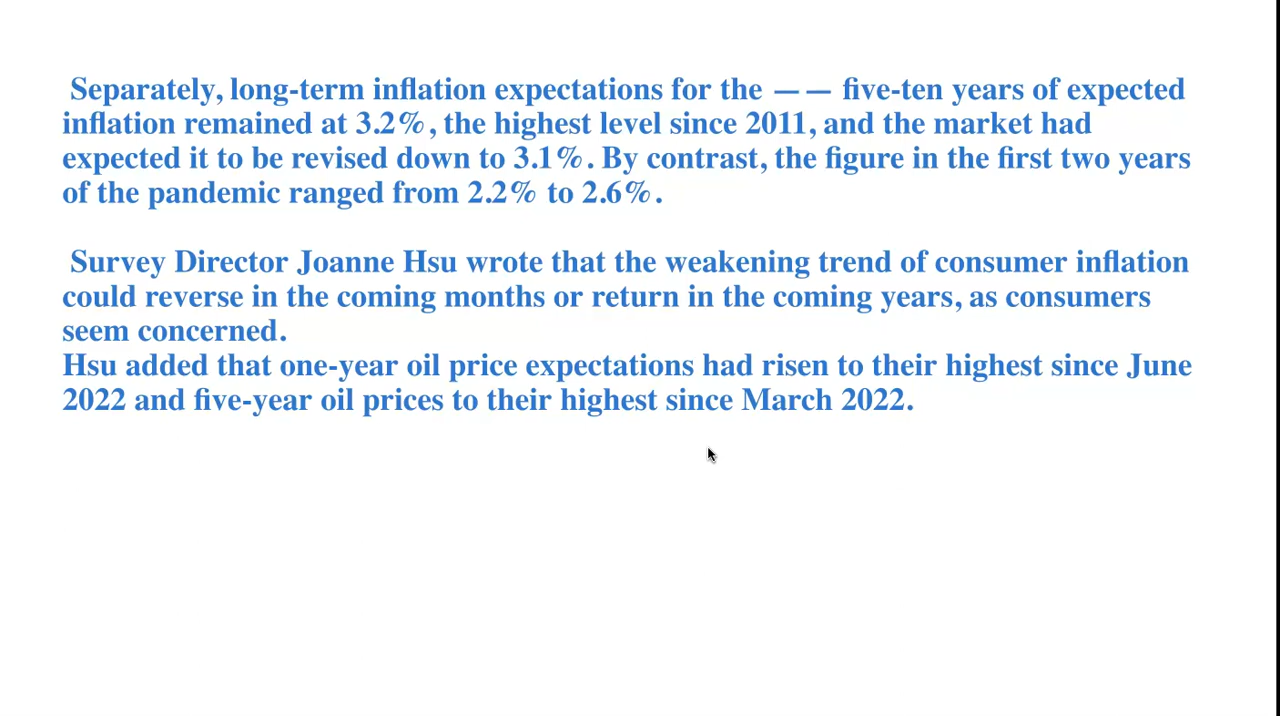 Separately, long-term inflation expectations for the —— five-ten years of expected
inflation remained at 3.2%, the highest level since 2011, and the market had
expected it to be revised down to 3.1%. By contrast, the figure in the first two years
of the pandemic ranged from 2.2% to 2.6%.
Survey Director Joanne Hsu wrote that the weakening trend of consumer inflation
could reverse in the coming months or return in the coming years, as consumers
seem concerned.
Hsu added that one-year oil price expectations had risen to their highest since June
2022 and five-year oil prices to their highest since March 2022.